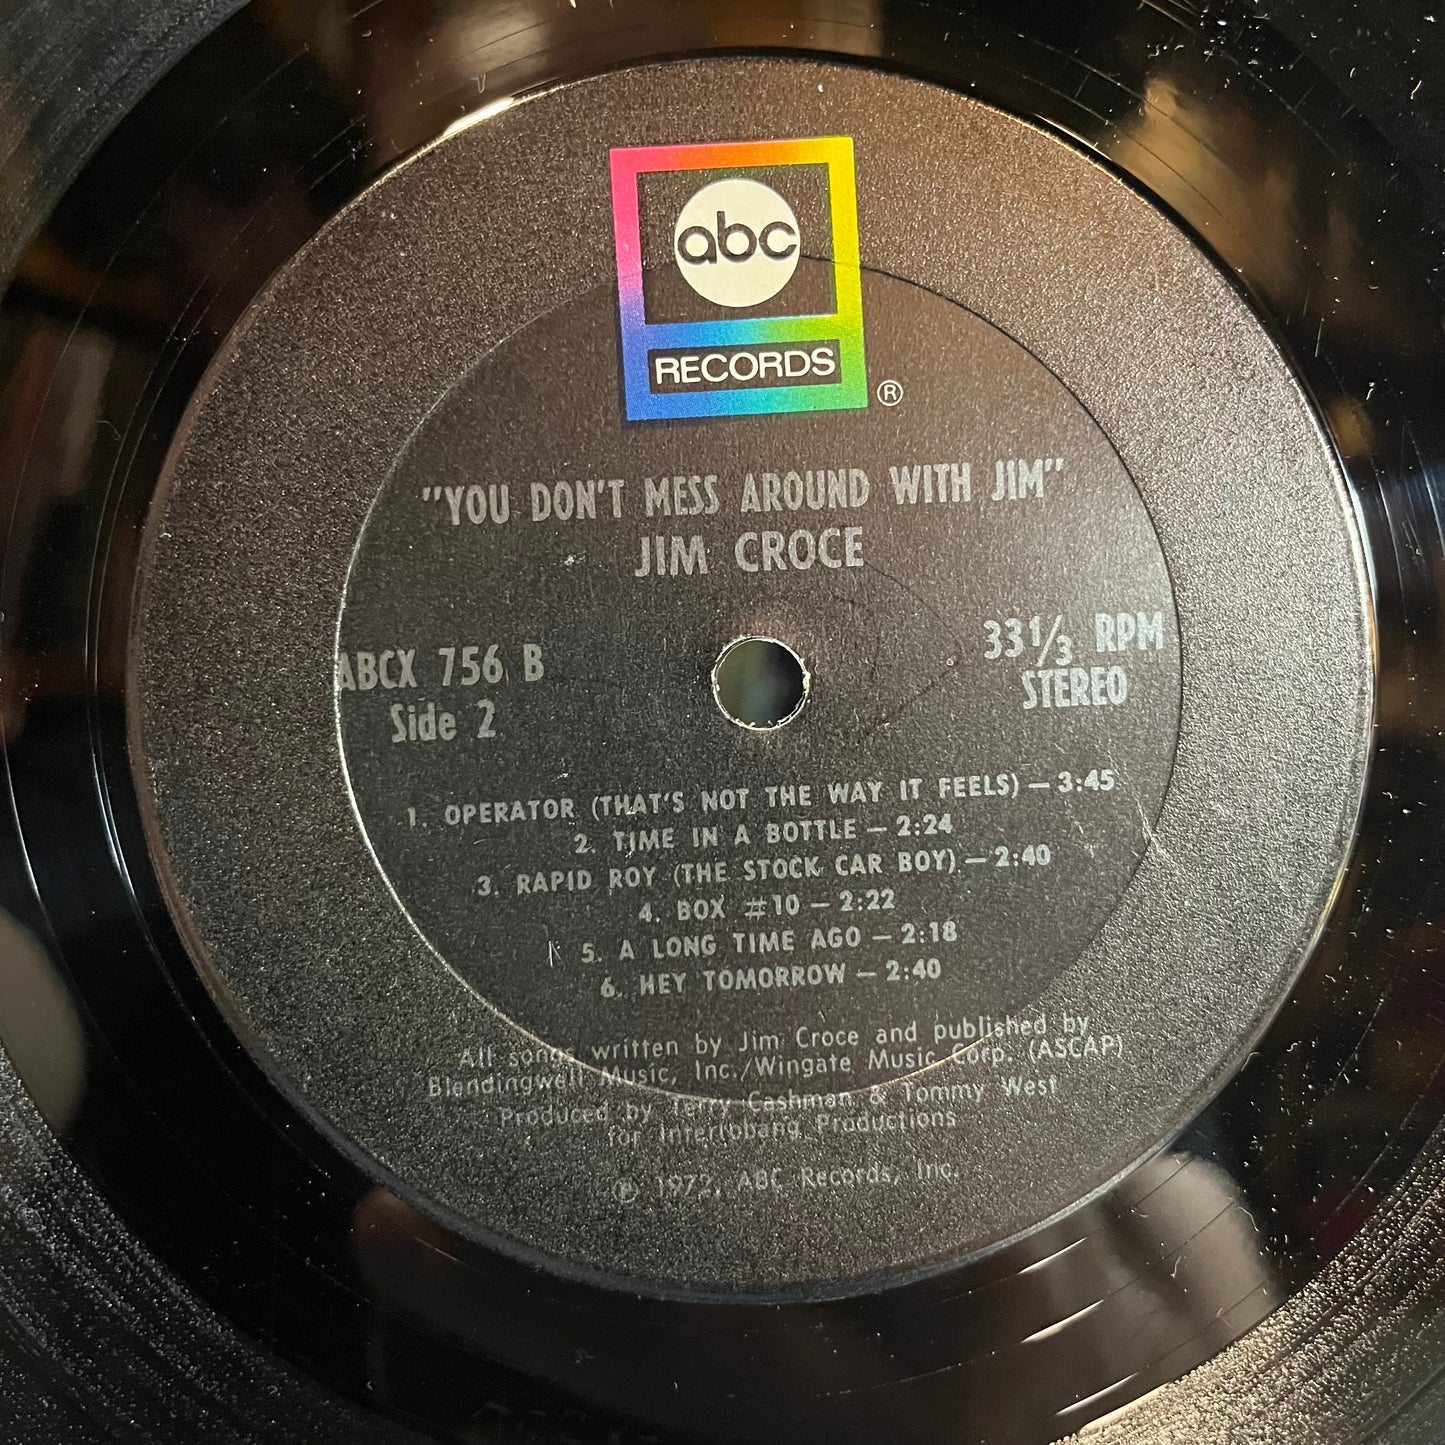 abc
RECORDS
®
"YOU DON'T MESS AROUND WITH JIM"
JIM CROCE
ABCX 756 B
Side 2
33 1/3 RPM
STEREO
1. OPERATOR (THAT'S NOT THE WAY IT FEELS) — 3:45
2. TIME IN A BOTTLE — 2:24
3. RAPID ROY (THE STOCK CAR BOY) — 2:40
4. BOX #10 — 2:22
5. A LONG TIME AGO — 2:18
6. HEY TOMORROW — 2:40
All songs written by Jim Croce and published by
Blendingwell Music, Inc./Wingate Music Corp. (ASCAP)
Produced by Terry Cashman & Tommy West
for Interrobang Productions
℗ 1972, ABC Records, Inc.